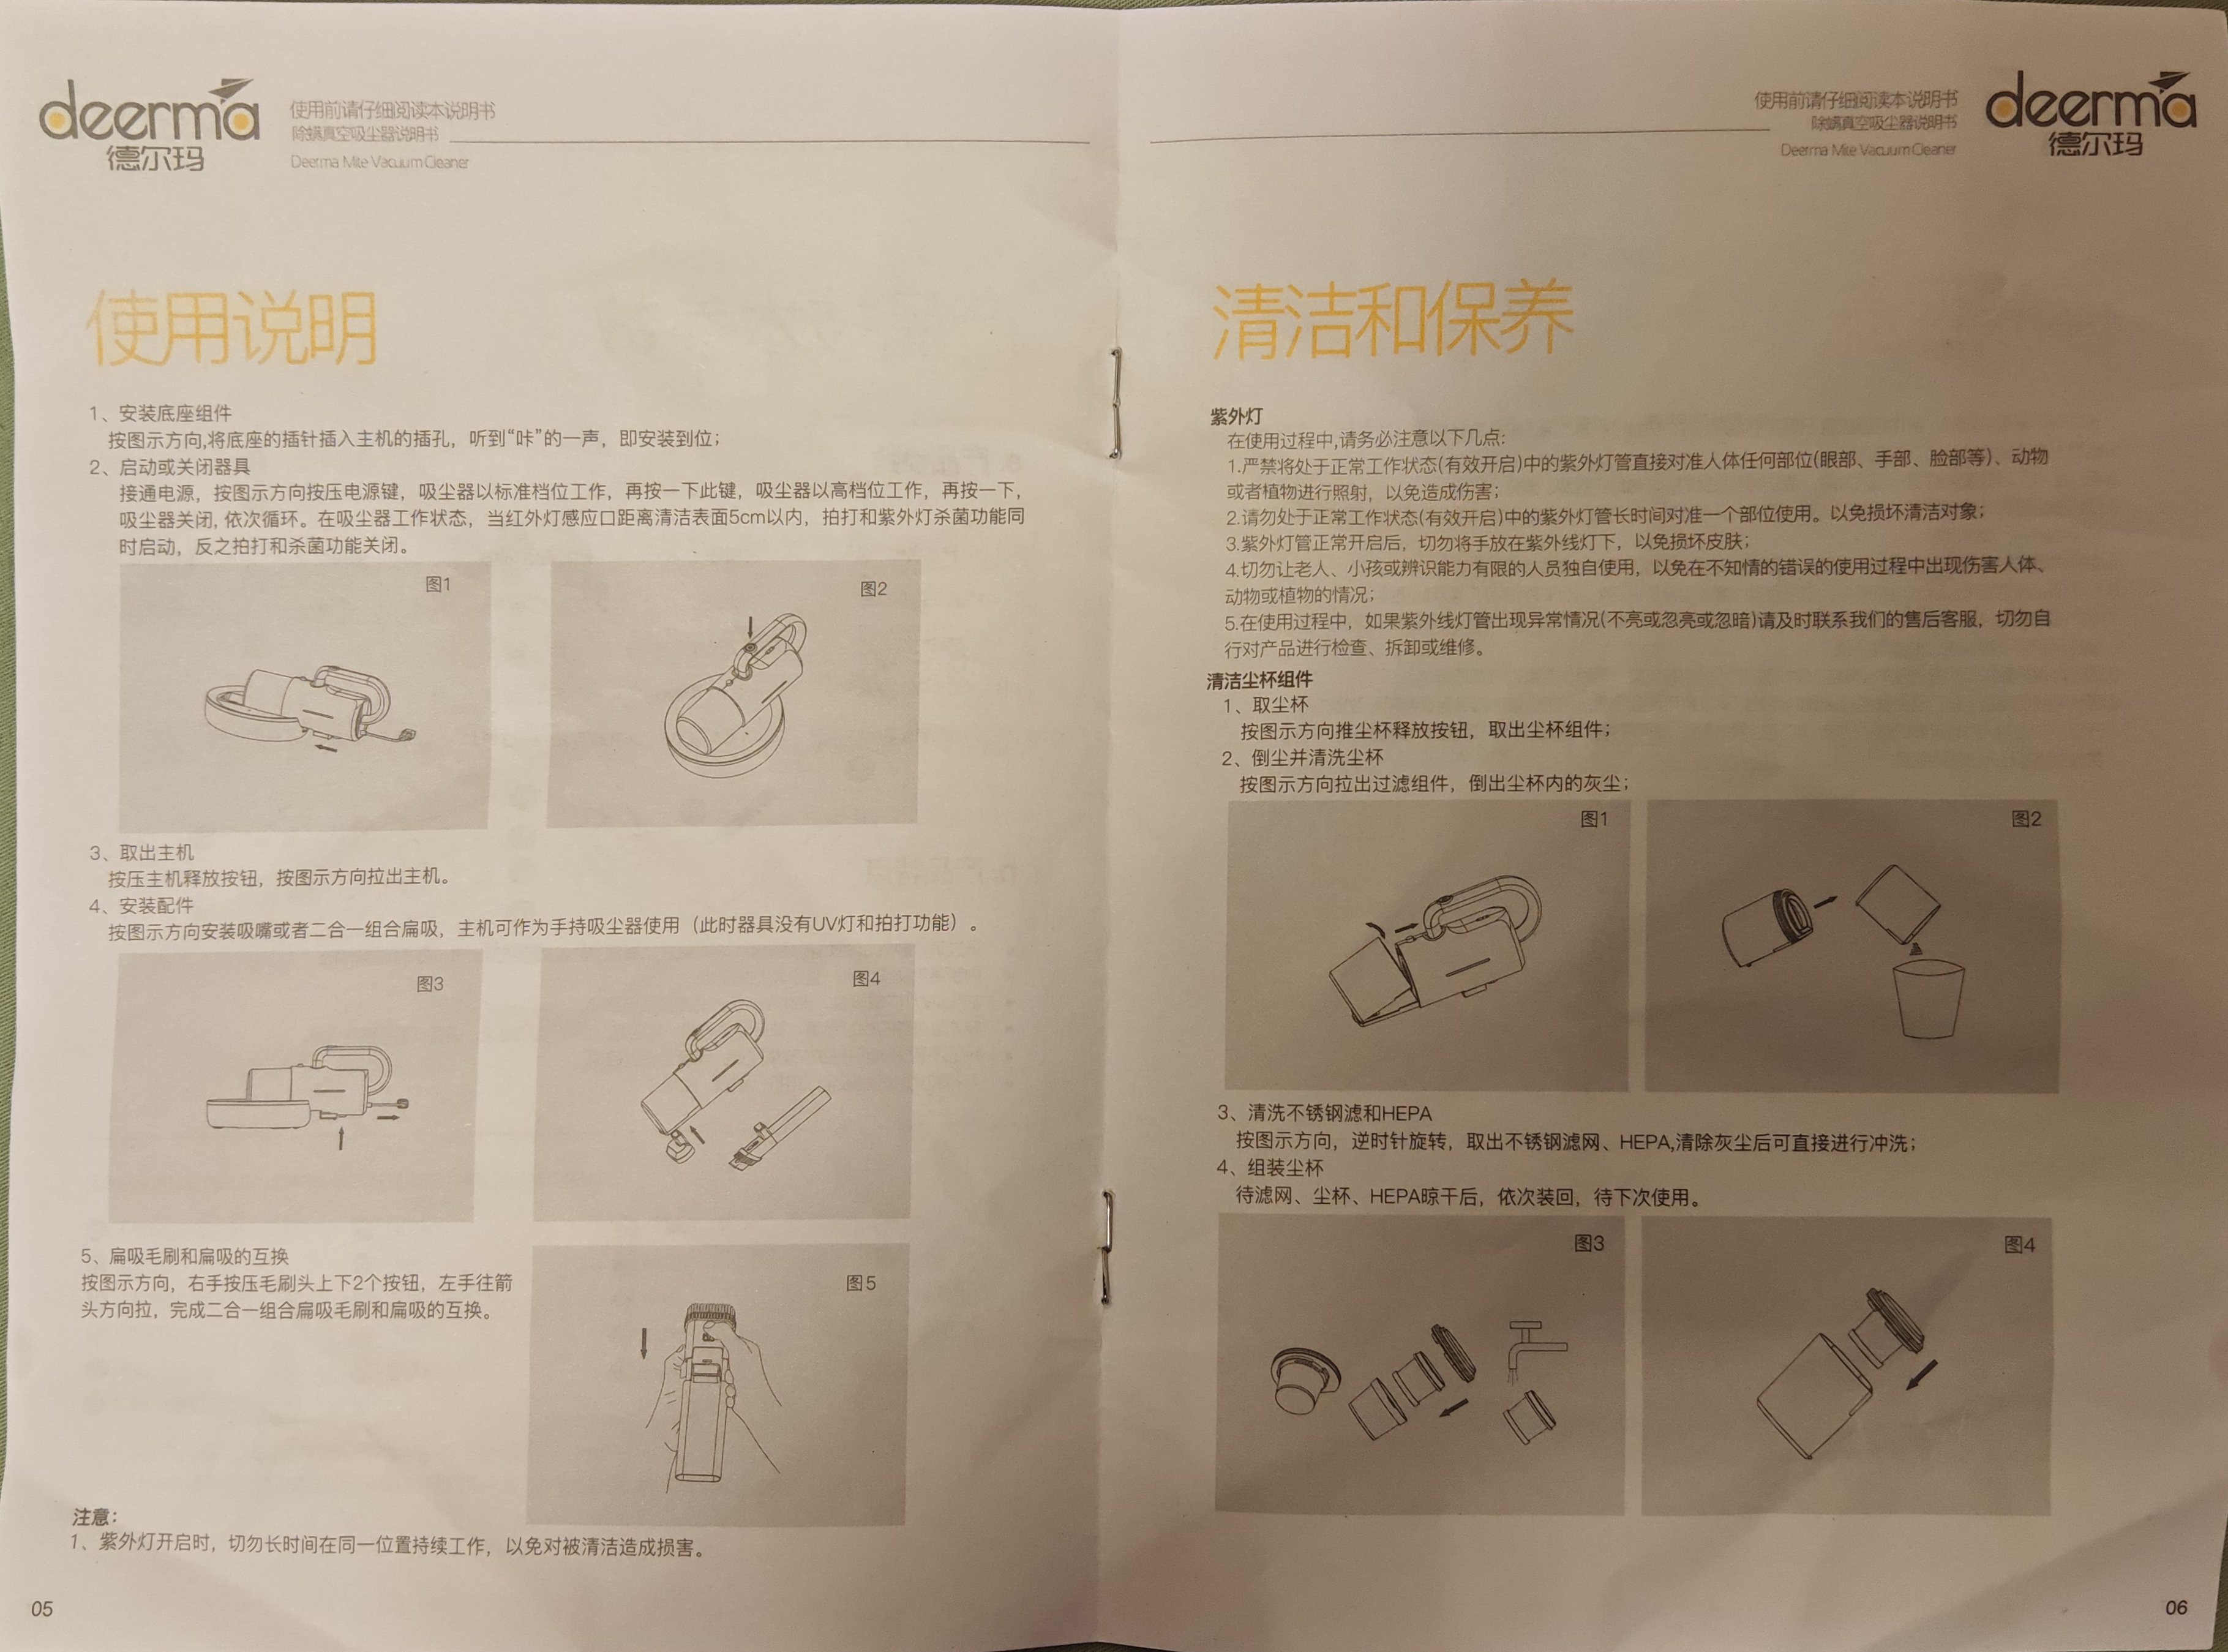 deerma
德尔玛
使用前请仔细阅读本说明书
除螨真空吸尘器说明书
Deerma Mite Vacuum Cleaner
使用说明
1、安装底座组件
按图示方向,将底座的插针插入主机的插孔，听到“咔”的一声，即安装到位；
2、启动或关闭器具
接通电源，按图示方向按压电源键，吸尘器以标准档位工作，再按一下此键，吸尘器以高档位工作，再按一下，
吸尘器关闭, 依次循环。在吸尘器工作状态，当红外灯感应口距离清洁表面5cm以内，拍打和紫外灯杀菌功能同
时启动，反之拍打和杀菌功能关闭。
图1
图2
3、取出主机
按压主机释放按钮，按图示方向拉出主机。
4、安装配件
按图示方向安装吸嘴或者二合一组合扁吸，主机可作为手持吸尘器使用（此时器具没有UV灯和拍打功能）。
图3
图4
5、扁吸毛刷和扁吸的互换
按图示方向，右手按压毛刷头上下2个按钮，左手往箭
头方向拉，完成二合一组合扁吸毛刷和扁吸的互换。
图5
注意：
1、紫外灯开启时，切勿长时间在同一位置持续工作，以免对被清洁造成损害。
05
使用前请仔细阅读本说明书
除螨真空吸尘器说明书
Deerma Mite Vacuum Cleaner
deerma
德尔玛
清洁和保养
紫外灯
在使用过程中,请务必注意以下几点:
1.严禁将处于正常工作状态(有效开启)中的紫外灯管直接对准人体任何部位(眼部、手部、脸部等)、动物
或者植物进行照射，以免造成伤害；
2.请勿处于正常工作状态(有效开启)中的紫外灯管长时间对准一个部位使用。以免损坏清洁对象；
3.紫外灯管正常开启后，切勿将手放在紫外线灯下，以免损坏皮肤；
4.切勿让老人、小孩或辨识能力有限的人员独自使用，以免在不知情的错误的使用过程中出现伤害人体、
动物或植物的情况；
5.在使用过程中，如果紫外线灯管出现异常情况(不亮或忽亮或忽暗)请及时联系我们的售后客服，切勿自
行对产品进行检查、拆卸或维修。
清洁尘杯组件
1、取尘杯
按图示方向推尘杯释放按钮，取出尘杯组件；
2、倒尘并清洗尘杯
按图示方向拉出过滤组件，倒出尘杯内的灰尘；
图1
图2
3、清洗不锈钢滤和HEPA
按图示方向，逆时针旋转，取出不锈钢滤网、HEPA,清除灰尘后可直接进行冲洗；
4、组装尘杯
待滤网、尘杯、HEPA晾干后，依次装回，待下次使用。
图3
图4
06